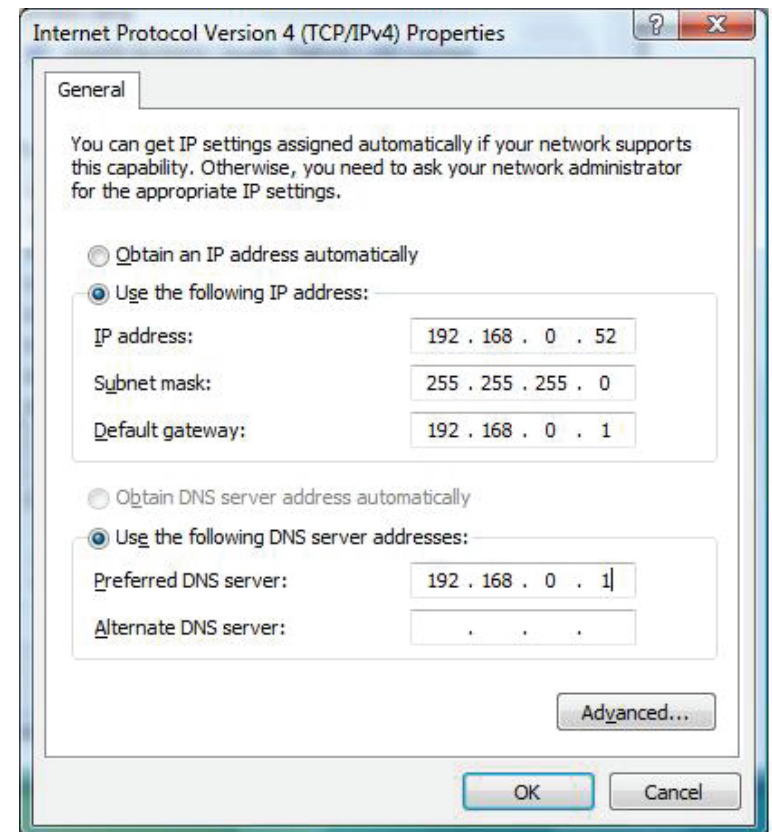 Internet Protocol Version 4 (TCP/IPv4) Properties
?
X
General
You can get IP settings assigned automatically if your network supports
this capability. Otherwise, you need to ask your network administrator
for the appropriate IP settings.
Obtain an IP address automatically
Use the following IP address:
IP address: 192 . 168 . 0 . 52
Subnet mask: 255 . 255 . 255 . 0
Default gateway: 192 . 168 . 0 . 1
Obtain DNS server address automatically
Use the following DNS server addresses:
Preferred DNS server: 192 . 168 . 0 . 1
Alternate DNS server: . . .
Advanced...
OK Cancel